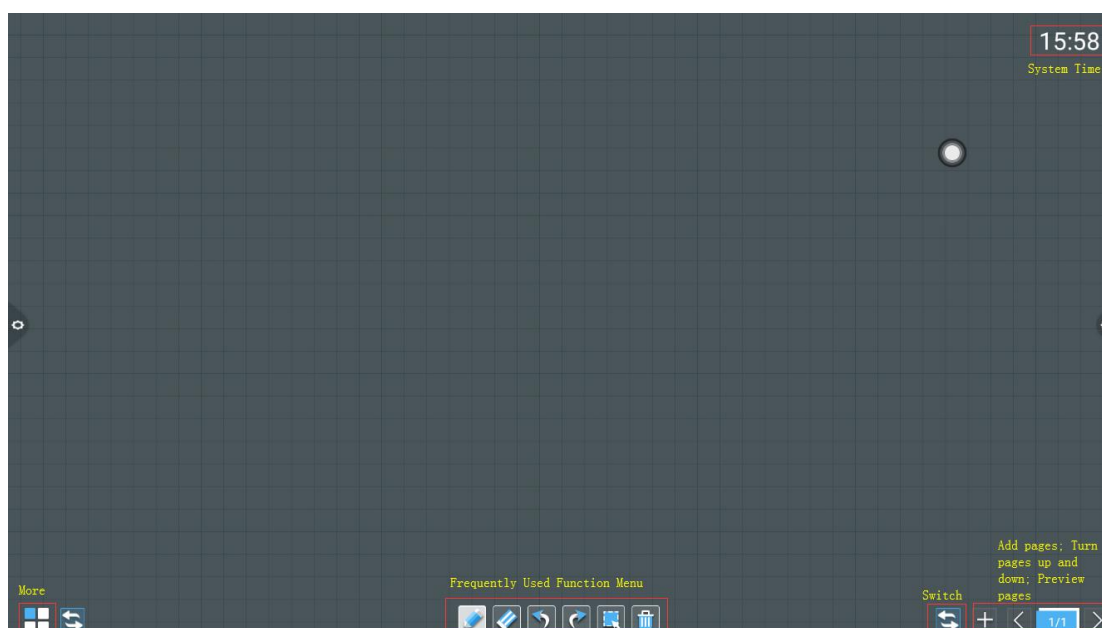 15:58
System Time
Add pages; Turn
pages up and
down; Preview
pages
More
Frequently Used Function Menu
Switch
1/1